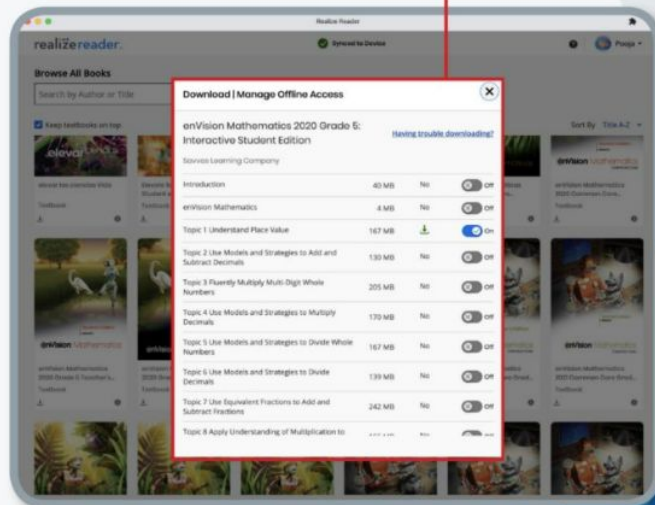 Realize Reader
realizereader.
Synced to Device
Pooja
Browse All Books
Search by Author or Title
Keep textbooks on top
Sort By Title A-Z
Download | Manage Offline Access
enVision Mathematics 2020 Grade 5:
Interactive Student Edition
Having trouble downloading?
Savvas Learning Company
Introduction 40 MB No Off
enVision Mathematics 4 MB No Off
Topic 1 Understand Place Value 167 MB On
Topic 2 Use Models and Strategies to Add and
Subtract Decimals 130 MB No Off
Topic 3 Fluently Multiply Multi-Digit Whole
Numbers 205 MB No Off
Topic 4 Use Models and Strategies to Multiply
Decimals 170 MB No Off
Topic 5 Use Models and Strategies to Divide Whole
Numbers 167 MB No Off
Topic 6 Use Models and Strategies to Divide
Decimals 139 MB No Off
Topic 7 Use Equivalent Fractions to Add and
Subtract Fractions 242 MB No Off
Topic 8 Apply Understanding of Multiplication to
Textbook
Textbook
Textbook
enVision Mathematics
enVision Mathematics